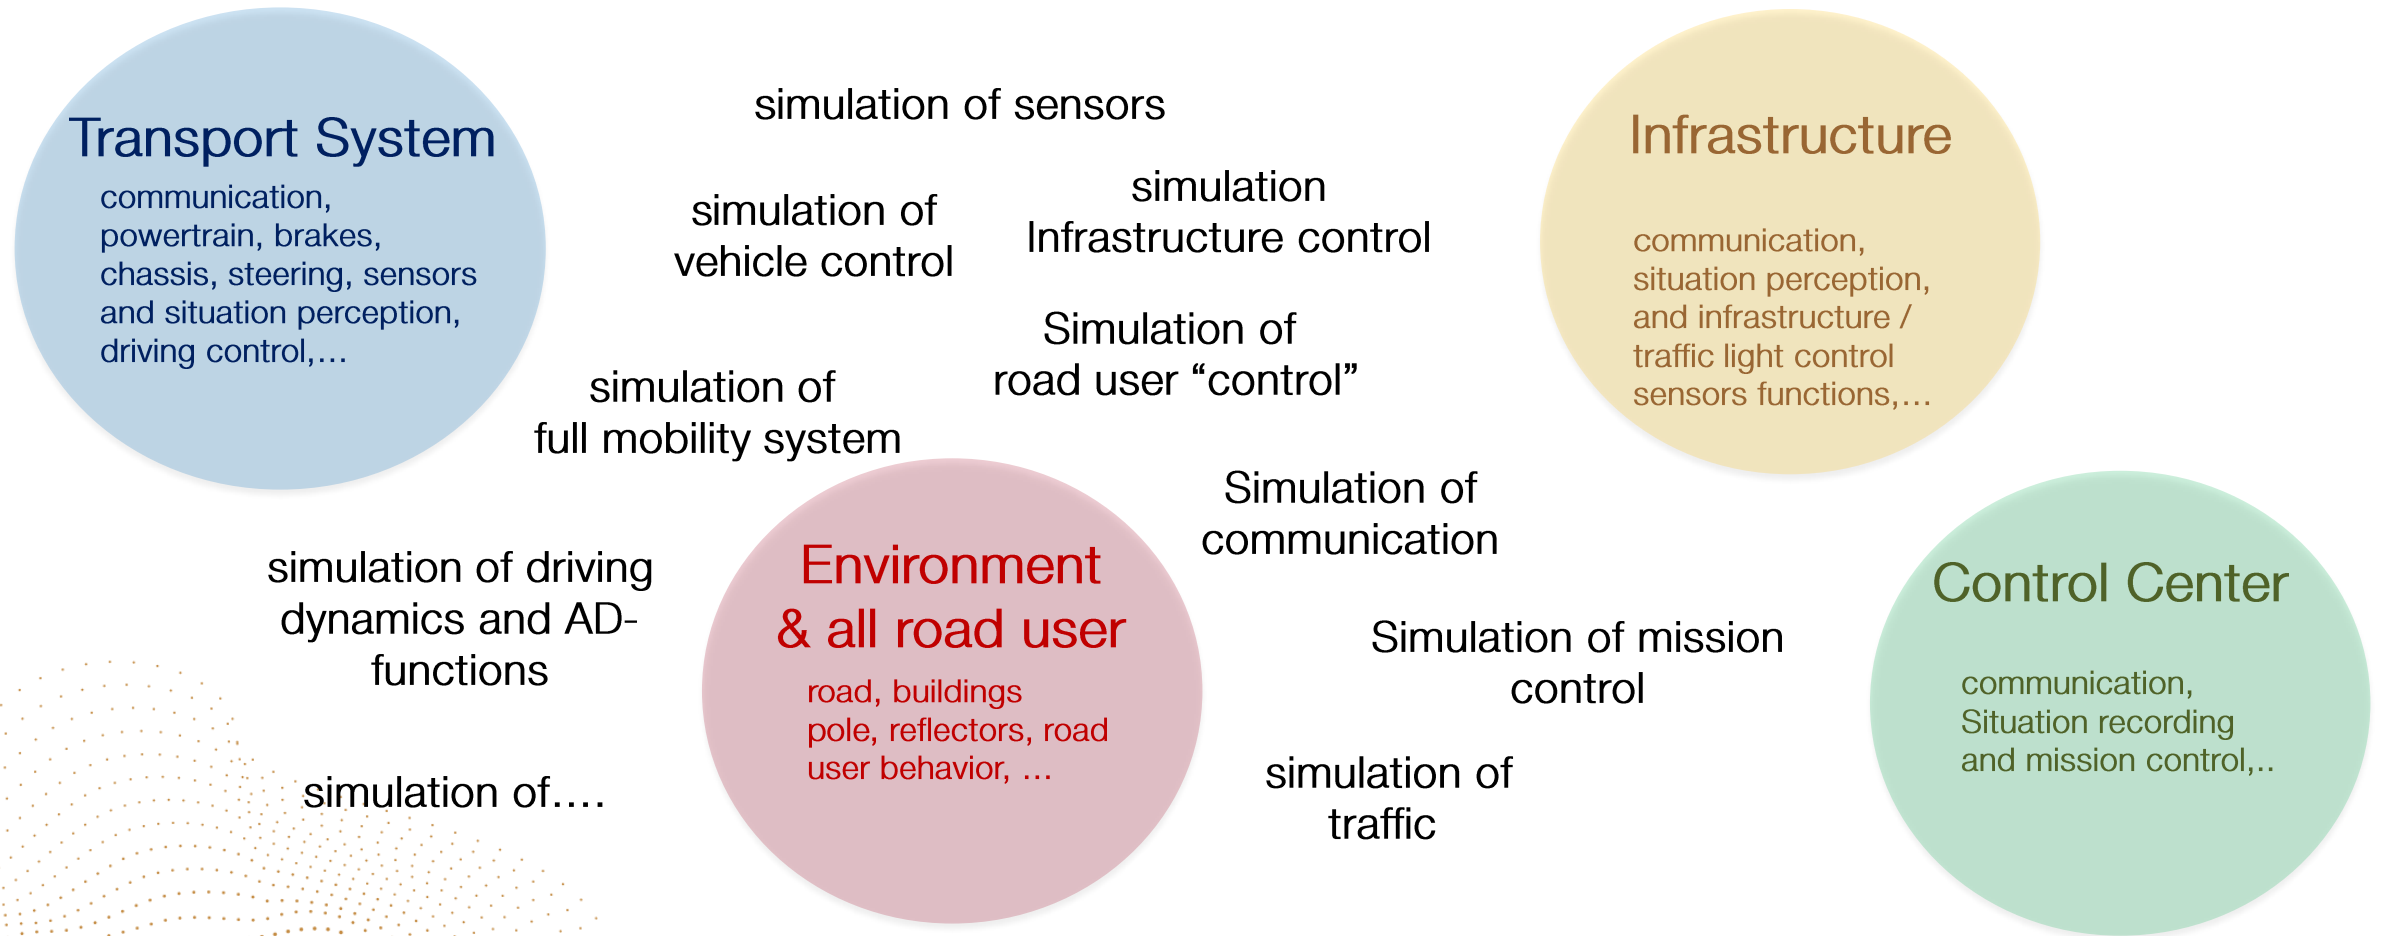 Transport System
communication,
powertrain, brakes,
chassis, steering, sensors
and situation perception,
driving control,…
simulation of sensors
simulation of
vehicle control
simulation
Infrastructure control
Simulation of
road user “control”
simulation of
full mobility system
Infrastructure
communication,
situation perception,
and infrastructure /
traffic light control
sensors functions,…
simulation of driving
dynamics and AD-
functions
simulation of....
Environment
& all road user
road, buildings
pole, reflectors, road
user behavior, …
Simulation of
communication
Simulation of mission
control
simulation of
traffic
Control Center
communication,
Situation recording
and mission control,..